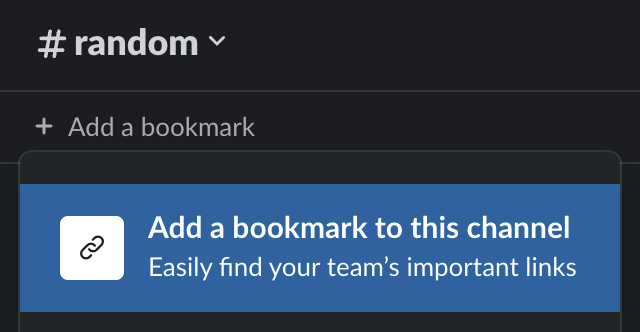 # random
+ Add a bookmark
Add a bookmark to this channel
Easily find your team’s important links